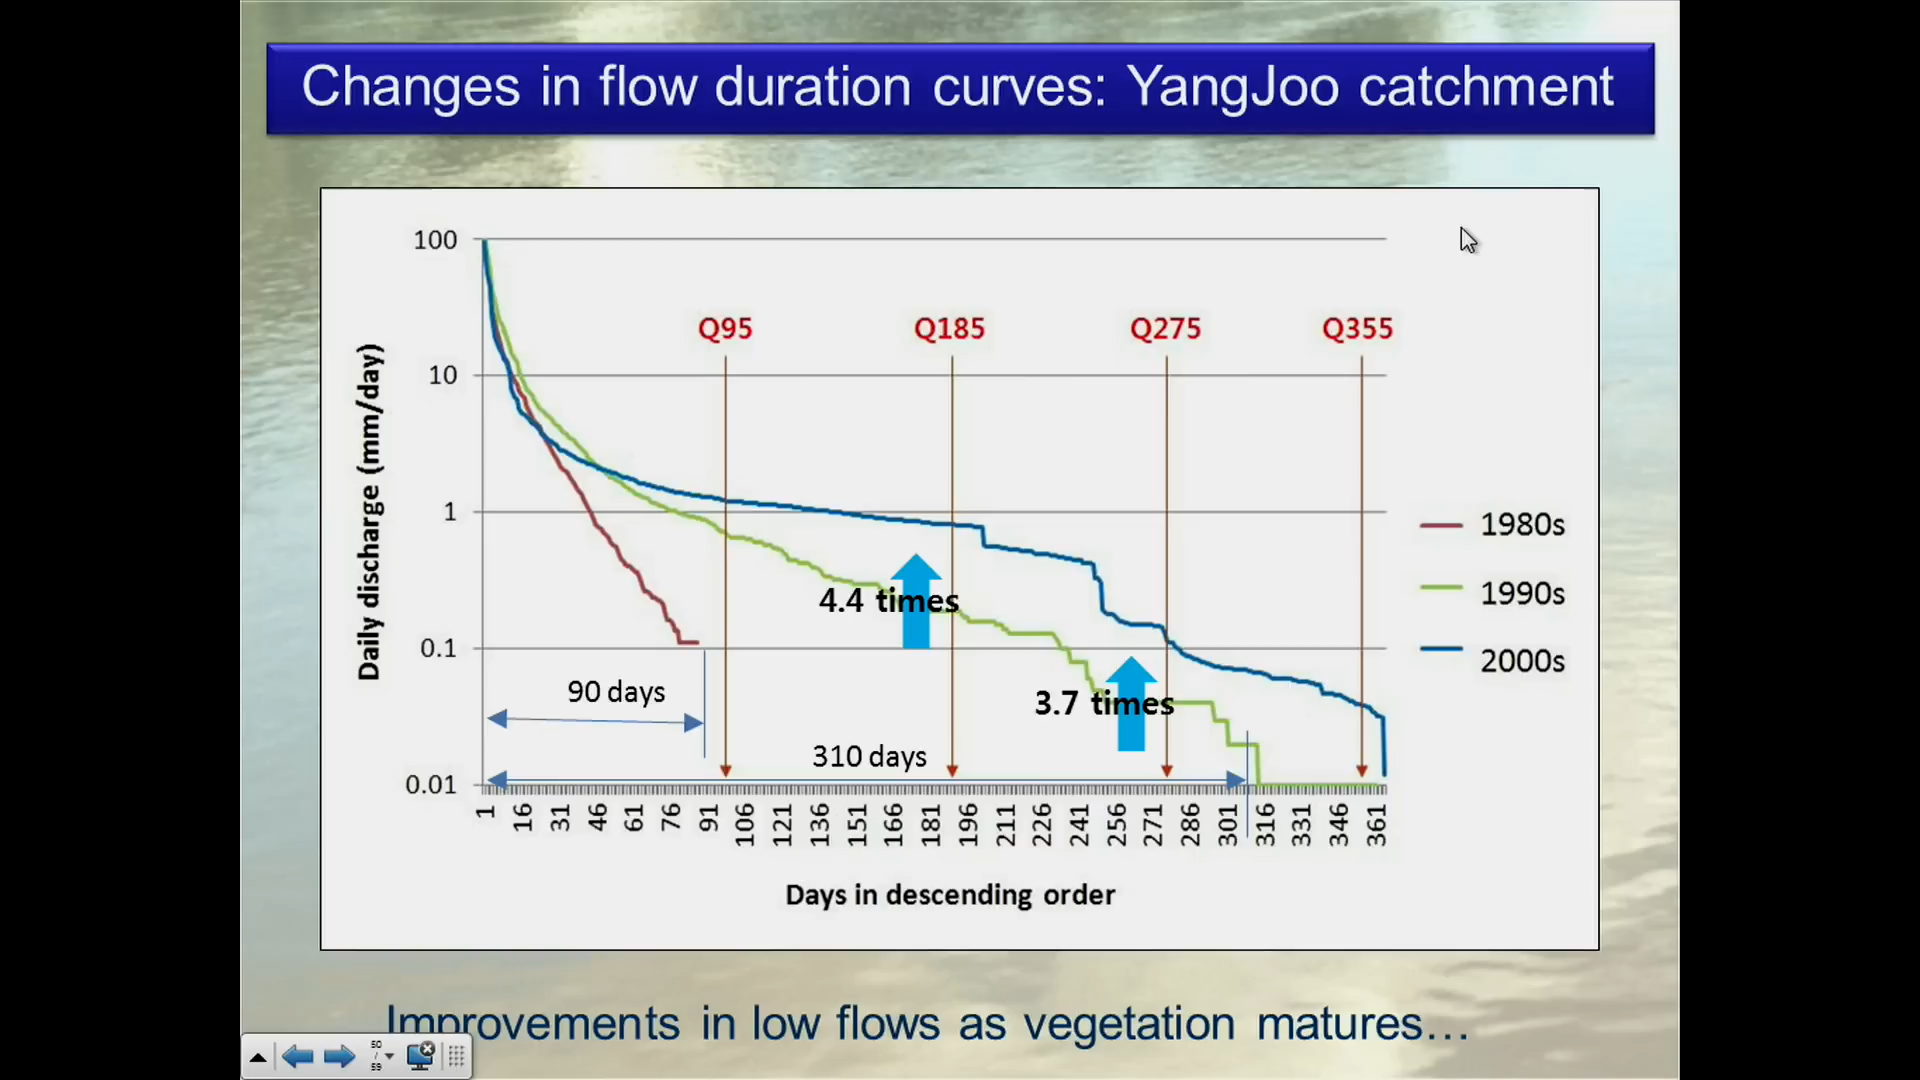 Changes in flow duration curves: YangJoo catchment
100
10
1
0.1
0.01
Daily discharge (mm/day)
Q95
Q185
Q275
Q355
1980s
1990s
2000s
4.4 times
3.7 times
90 days
310 days
1 16 31 46 61 76 91 106 121 136 151 166 181 196 211 226 241 256 271 286 301 316 331 346 361
Days in descending order
Improvements in low flows as vegetation matures...
50
/
59